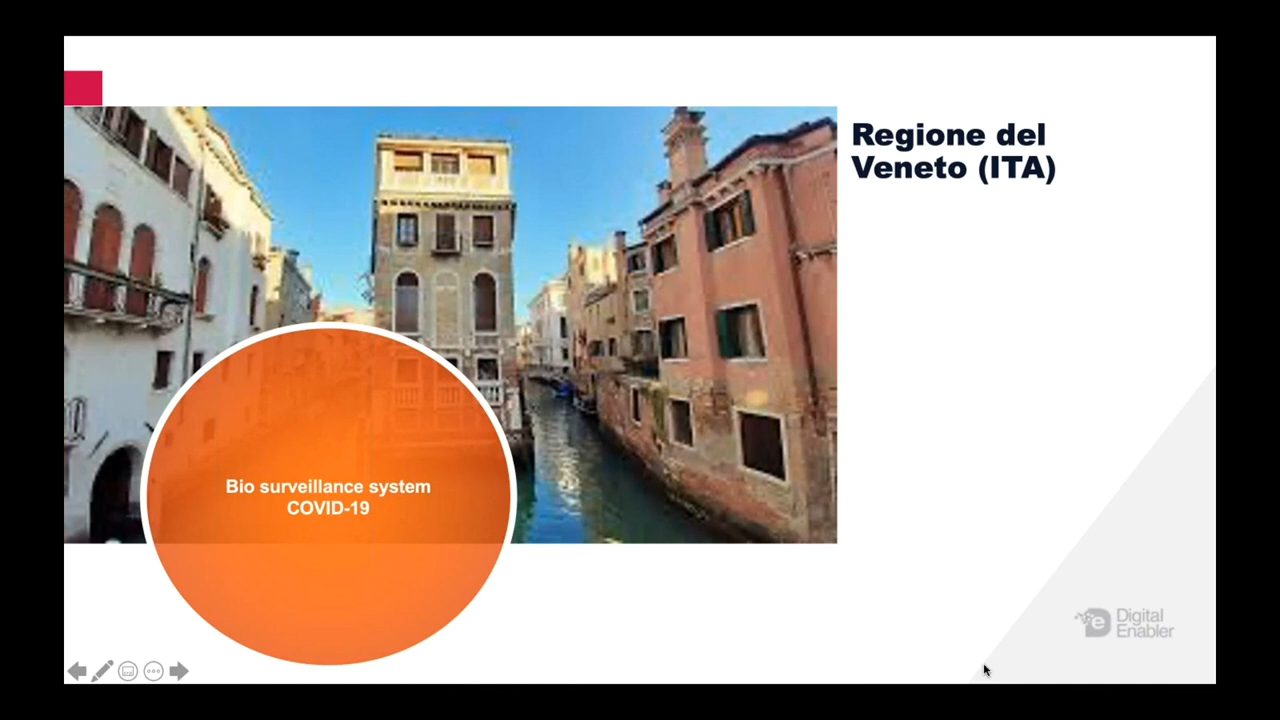 Regione del
Veneto (ITA)
Bio surveillance system
COVID-19
Digital
Enabler